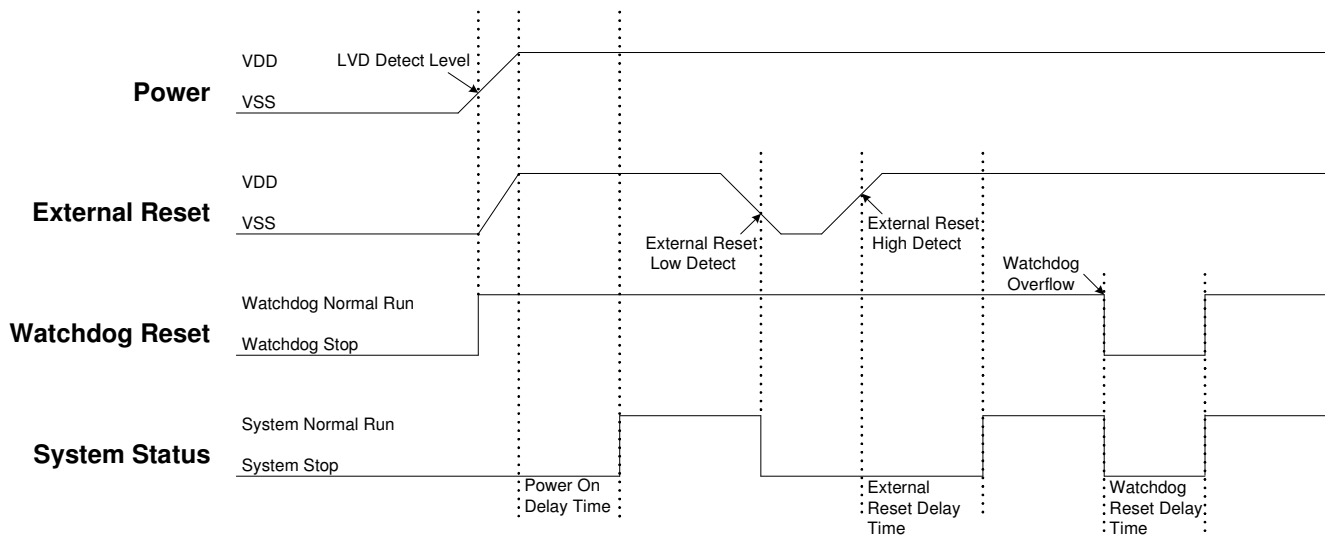 Power
VDD
LVD Detect Level
VSS
External Reset
VDD
VSS
External Reset
Low Detect
External Reset
High Detect
Watchdog Reset
Watchdog Normal Run
Watchdog Stop
Watchdog
Overflow
System Status
System Normal Run
System Stop
Power On
Delay Time
External
Reset Delay
Time
Watchdog
Reset Delay
Time